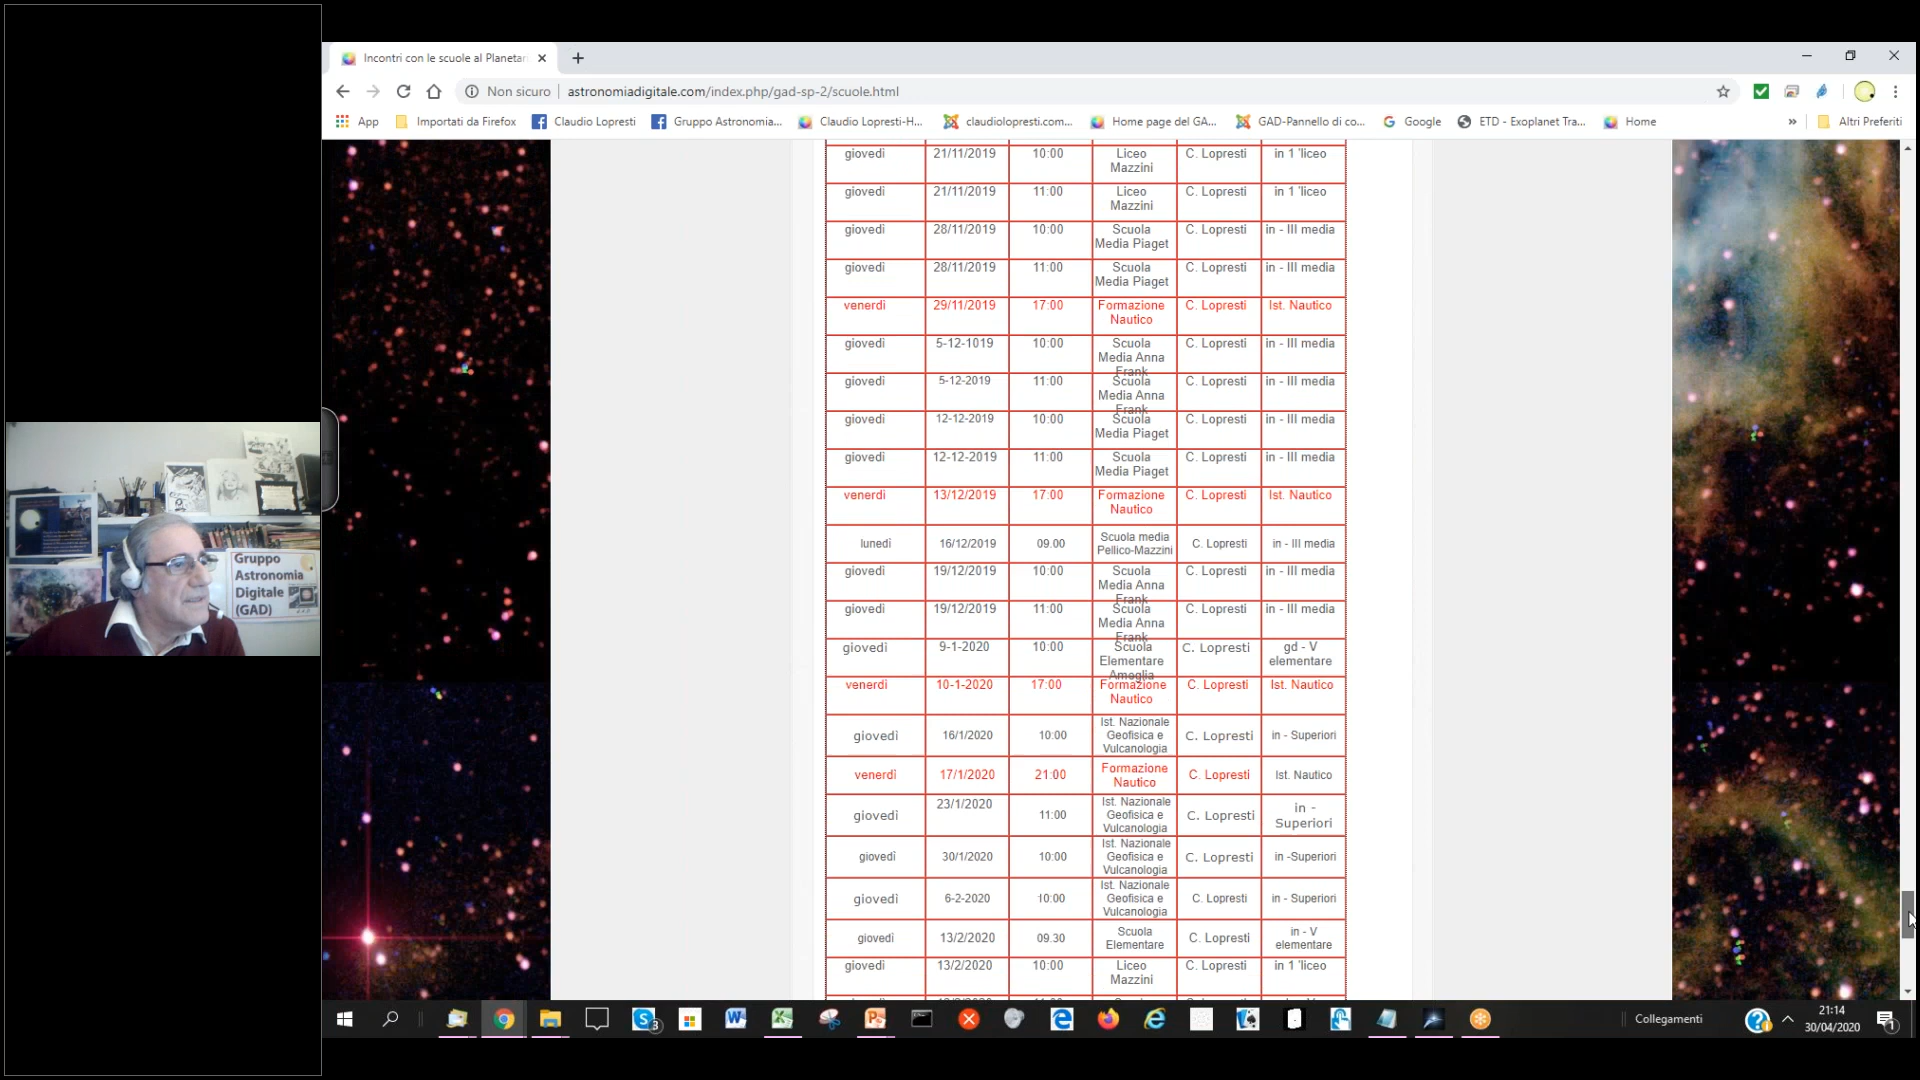 Incontri con le scuole al Planetar
Non sicuro
astronomiadigitale.com/index.php/gad-sp-2/scuole.html
App
Importati da Firefox
Claudio Lopresti
Gruppo Astronomia...
Claudio Lopresti-H...
claudiolopresti.com...
Home page del GA...
GAD-Pannello di co...
Google
ETD - Exoplanet Tra...
Home
»
Altri Preferiti
giovedì 21/11/2019 10:00 Liceo Mazzini C. Lopresti in 1 'liceo
giovedì 21/11/2019 11:00 Liceo Mazzini C. Lopresti in 1 'liceo
giovedì 28/11/2019 10:00 Scuola Media Piaget C. Lopresti in - III media
giovedì 28/11/2019 11:00 Scuola Media Piaget C. Lopresti in - III media
venerdì 29/11/2019 17:00 Formazione Nautico C. Lopresti Ist. Nautico
giovedì 5-12-1019 10:00 Scuola Media Anna Frank C. Lopresti in - III media
giovedì 5-12-2019 11:00 Scuola Media Anna Frank C. Lopresti in - III media
giovedì 12-12-2019 10:00 Scuola Media Piaget C. Lopresti in - III media
giovedì 12-12-2019 11:00 Scuola Media Piaget C. Lopresti in - III media
venerdì 13/12/2019 17:00 Formazione Nautico C. Lopresti Ist. Nautico
lunedì 16/12/2019 09.00 Scuola media Pellico-Mazzini C. Lopresti in - III media
giovedì 19/12/2019 10:00 Scuola Media Anna Frank C. Lopresti in - III media
giovedì 19/12/2019 11:00 Scuola Media Anna Frank C. Lopresti in - III media
giovedì 9-1-2020 10:00 Scuola Elementare Amoglia C. Lopresti gd - V elementare
venerdì 10-1-2020 17:00 Formazione Nautico C. Lopresti Ist. Nautico
giovedì 16/1/2020 10:00 Ist. Nazionale Geofisica e Vulcanologia C. Lopresti in - Superiori
venerdì 17/1/2020 21:00 Formazione Nautico C. Lopresti Ist. Nautico
giovedì 23/1/2020 11:00 Ist. Nazionale Geofisica e Vulcanologia C. Lopresti in - Superiori
giovedì 30/1/2020 10:00 Ist. Nazionale Geofisica e Vulcanologia C. Lopresti in -Superiori
giovedì 6-2-2020 10:00 Ist. Nazionale Geofisica e Vulcanologia C. Lopresti in - Superiori
giovedì 13/2/2020 09.30 Scuola Elementare C. Lopresti in - V elementare
giovedì 13/2/2020 10:00 Liceo Mazzini C. Lopresti in 1 'liceo
Gruppo
Astronomia
Digitale
(GAD)
3
Collegamenti
21:14
30/04/2020
1